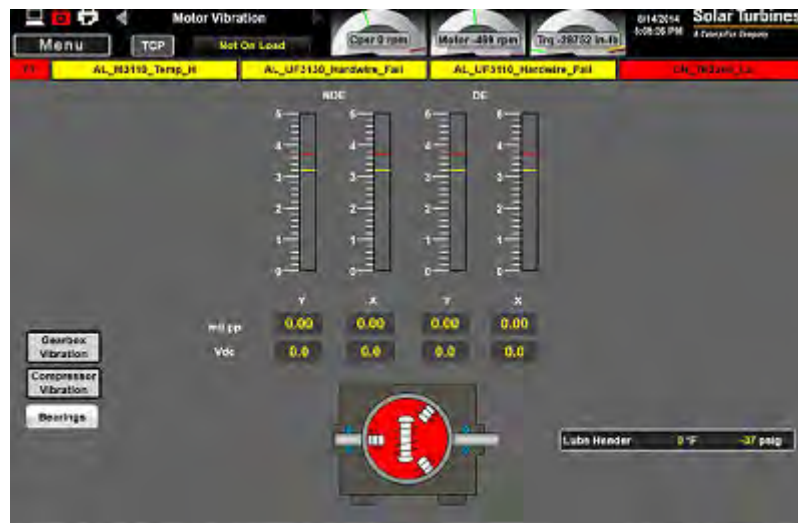 Motor Vibration
Solar Turbines
A Caterpillar Company
Menu
TCP
Not On Load
Cper 0 rpm
Motor -499 rpm
Trq -28752 in-lb
8/14/2014
AL_UF3130_Hardwire_Fail
AL_UF3110_Hardwire_Fail
NDE
DE
5 5 5 5
4 4 4 4
3 3 3 3
2 2 2 2
1 1 1 1
0 0 0 0
Y X Y X
mil pp 0.00 0.00 0.00 0.00
Vdc 0.0 0.0 0.0 0.0
Gearbox
Vibration
Compressor
Vibration
Bearings
Lube Header 0 °F -37 psig